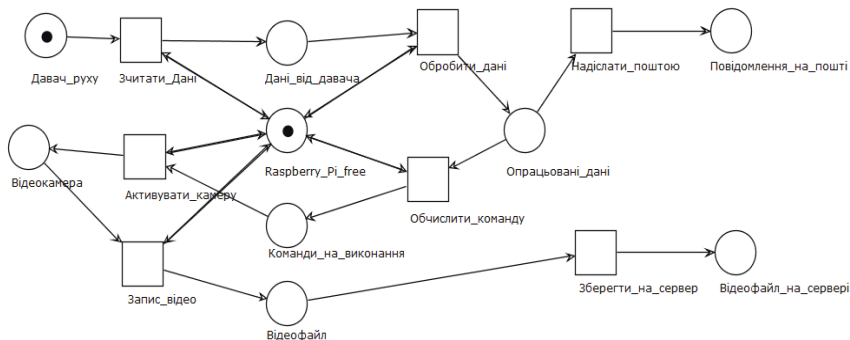 Давач_руху
Зчитати_Дані
Дані_від_давача
Обробити_дані
Надіслати_поштою
Повідомлення_на_пошті
Відеокамера
Активувати_камеру
Raspberry_Pi_free
Опрацьовані_дані
Обчислити_команду
Команди_на_виконання
Запис_відео
Зберегти_на_сервер
Відеофайл_на_сервері
Відеофайл